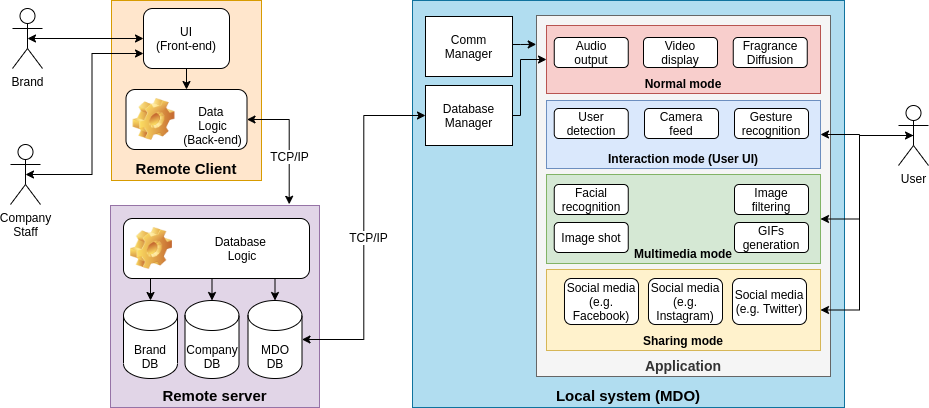 Brand
Company
Staff
UI
(Front-end)
Data
Logic
(Back-end)
Remote Client
TCP/IP
Database
Logic
Brand
DB
Company
DB
MDO
DB
Remote server
TCP/IP
Comm
Manager
Database
Manager
Audio
output
Video
display
Fragrance
Diffusion
Normal mode
User
detection
Camera
feed
Gesture
recognition
Interaction mode (User UI)
Facial
recognition
Image
filtering
Image shot
GIFs
generation
Multimedia mode
Social media
(e.g.
Facebook)
Social media
(e.g.
Instagram)
Social media
(e.g. Twitter)
Sharing mode
Application
Local system (MDO)
User